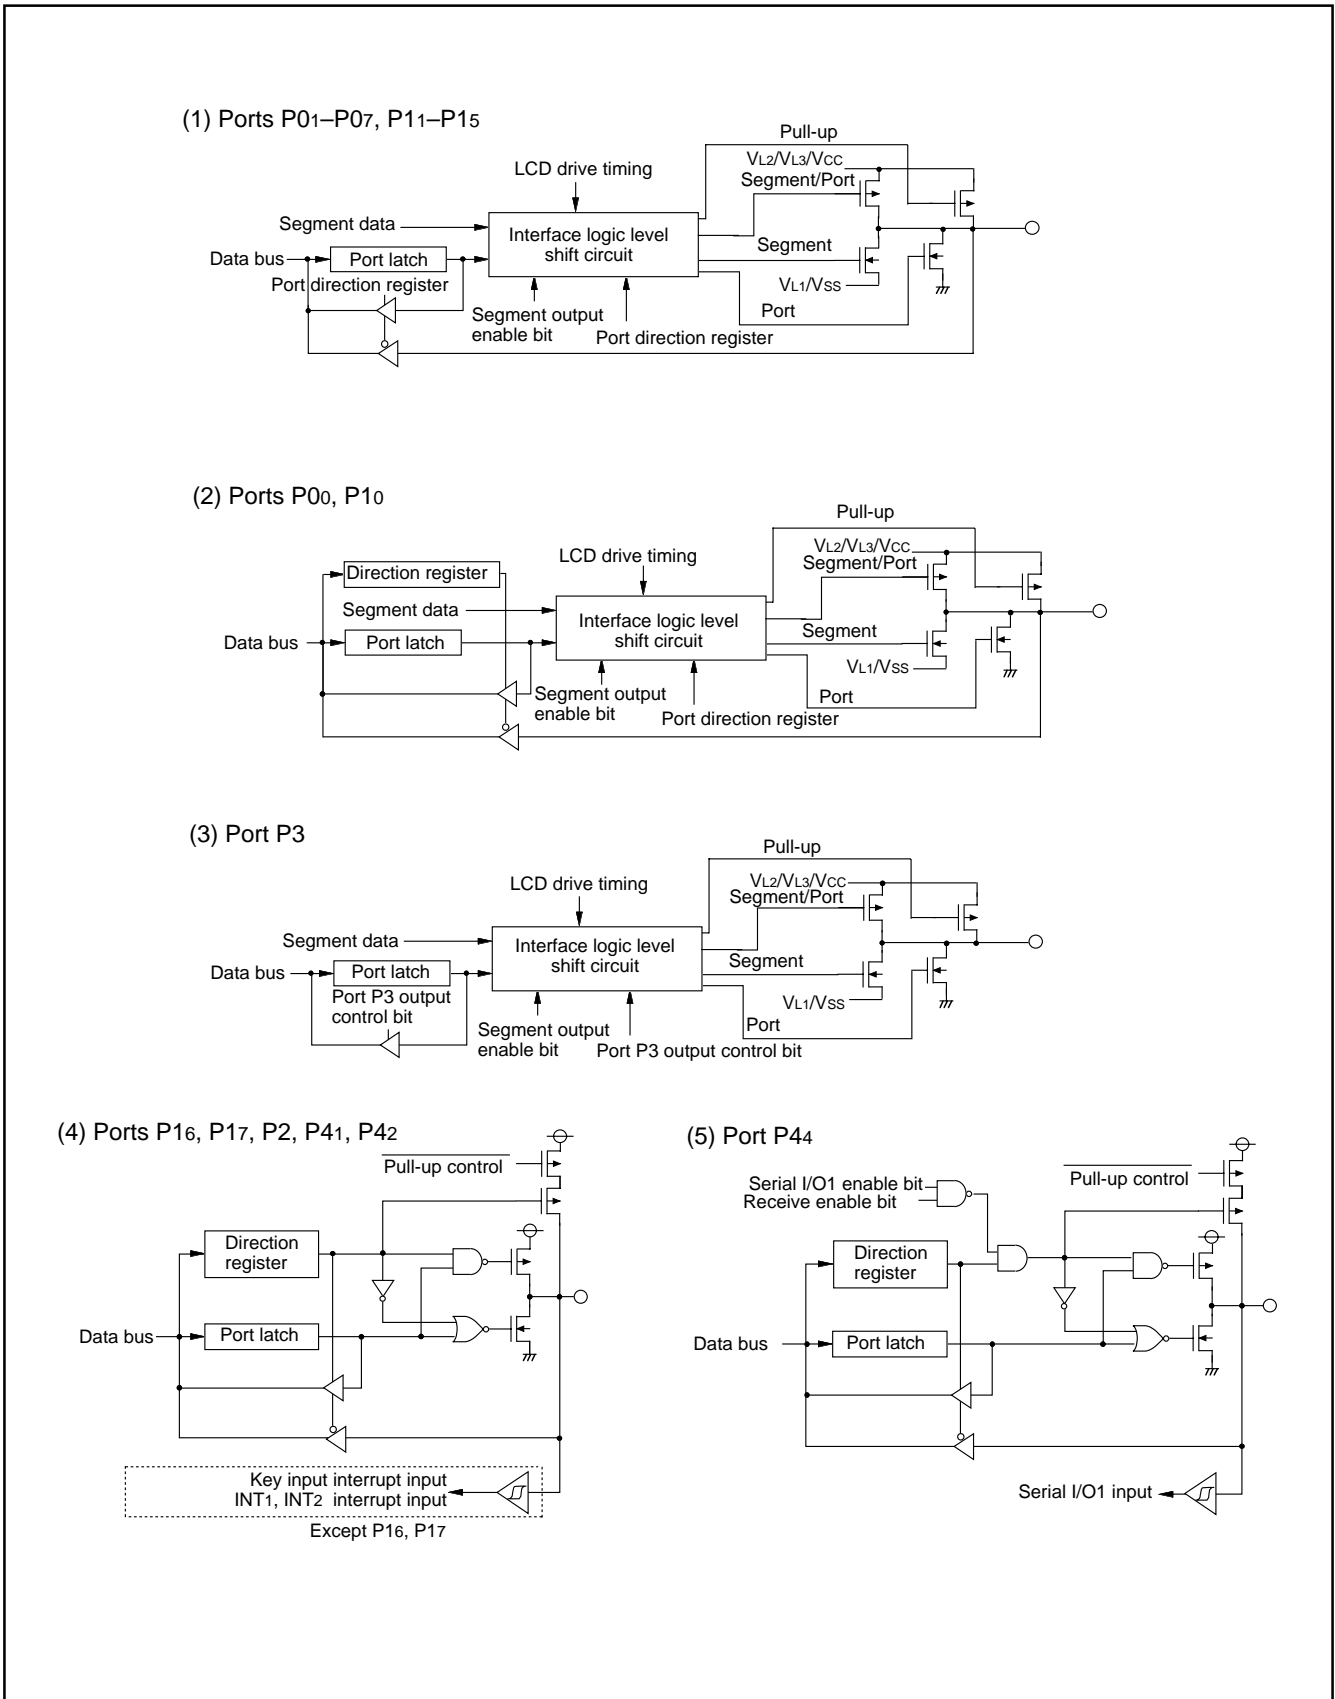 (1) Ports P01–P07, P11–P15
Pull-up
VL2/VL3/VCC
LCD drive timing
Segment/Port
Segment data
Interface logic level
shift circuit
Segment
Data bus
Port latch
Port direction register
VL1/VSS
Segment output
enable bit
Port
Port direction register
(2) Ports P00, P10
Pull-up
VL2/VL3/VCC
LCD drive timing
Segment/Port
Direction register
Segment data
Interface logic level
shift circuit
Segment
Data bus
Port latch
VL1/VSS
Segment output
enable bit
Port
Port direction register
(3) Port P3
Pull-up
VL2/VL3/VCC
LCD drive timing
Segment/Port
Segment data
Interface logic level
shift circuit
Segment
Data bus
Port latch
Port P3 output
control bit
VL1/VSS
Segment output
enable bit
Port
Port P3 output control bit
(4) Ports P16, P17, P2, P41, P42
Pull-up control
Direction
register
Data bus
Port latch
Key input interrupt input
INT1, INT2 interrupt input
Except P16, P17
(5) Port P44
Pull-up control
Serial I/O1 enable bit
Receive enable bit
Direction
register
Data bus
Port latch
Serial I/O1 input